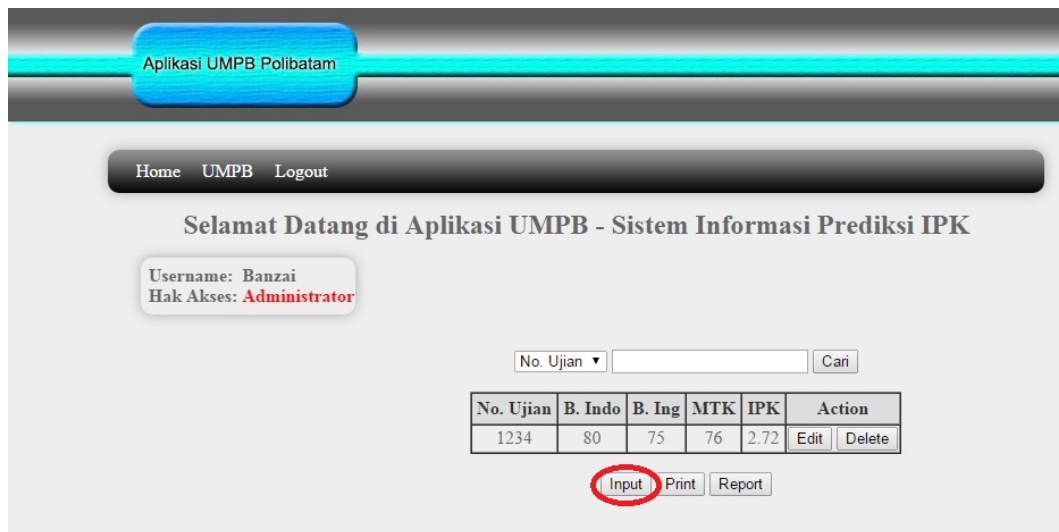 Aplikasi UMPB Polibatam
Home UMPB Logout
Selamat Datang di Aplikasi UMPB - Sistem Informasi Prediksi IPK
Username: Banzai
Hak Akses: Administrator
No. Ujian Cari
No. Ujian B. Indo B. Ing MTK IPK Action
1234 80 75 76 2.72 Edit Delete
Input Print Report